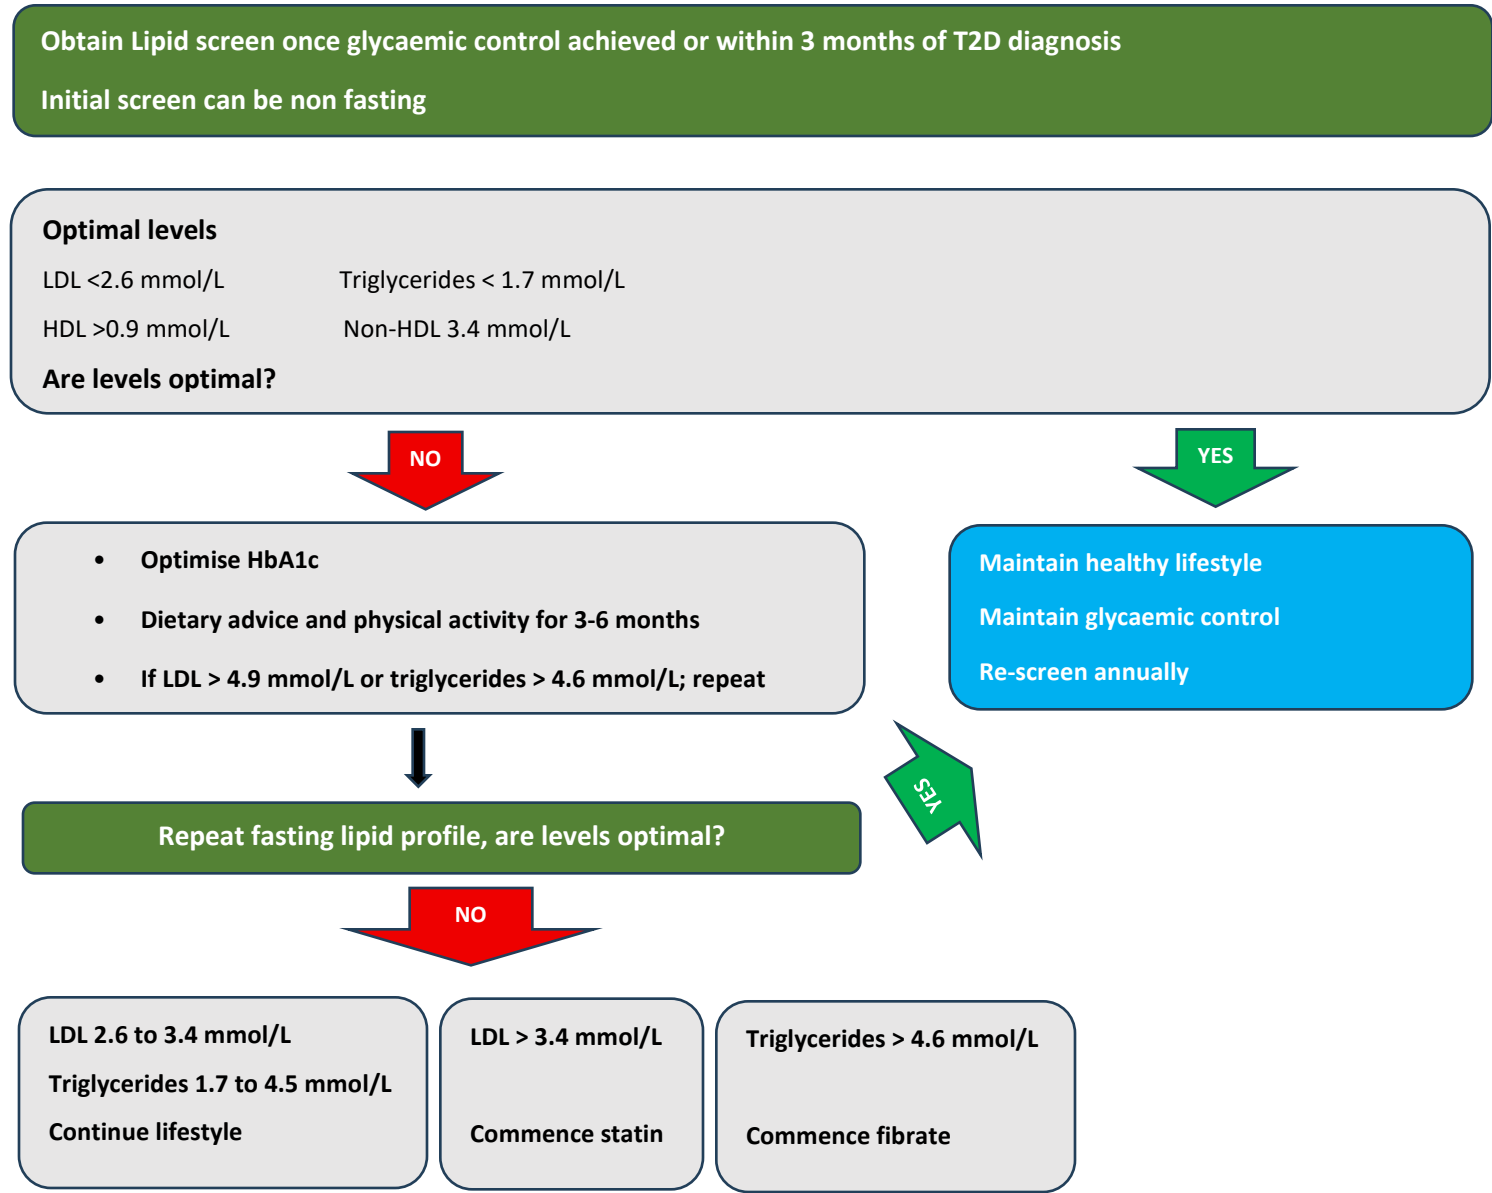 Obtain Lipid screen once glycaemic control achieved or within 3 months of T2D diagnosis
Initial screen can be non fasting
Optimal levels
LDL <2.6 mmol/L Triglycerides < 1.7 mmol/L
HDL >0.9 mmol/L Non-HDL 3.4 mmol/L
Are levels optimal?
NO
YES
• Optimise HbA1c
• Dietary advice and physical activity for 3-6 months
• If LDL > 4.9 mmol/L or triglycerides > 4.6 mmol/L; repeat
Maintain healthy lifestyle
Maintain glycaemic control
Re-screen annually
YES
Repeat fasting lipid profile, are levels optimal?
NO
LDL 2.6 to 3.4 mmol/L
Triglycerides 1.7 to 4.5 mmol/L
Continue lifestyle
LDL > 3.4 mmol/L
Commence statin
Triglycerides > 4.6 mmol/L
Commence fibrate